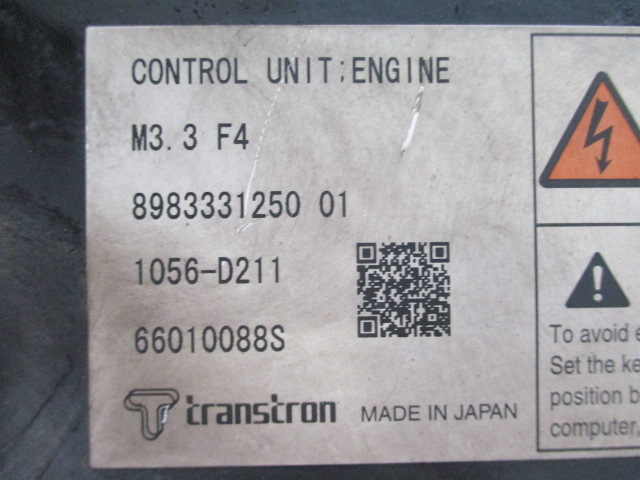 CONTROL UNIT;ENGINE
M3.3 F4
8983331250 01
1056-D211
66010088S
transtron MADE IN JAPAN
To avoid
Set the
position
computer.